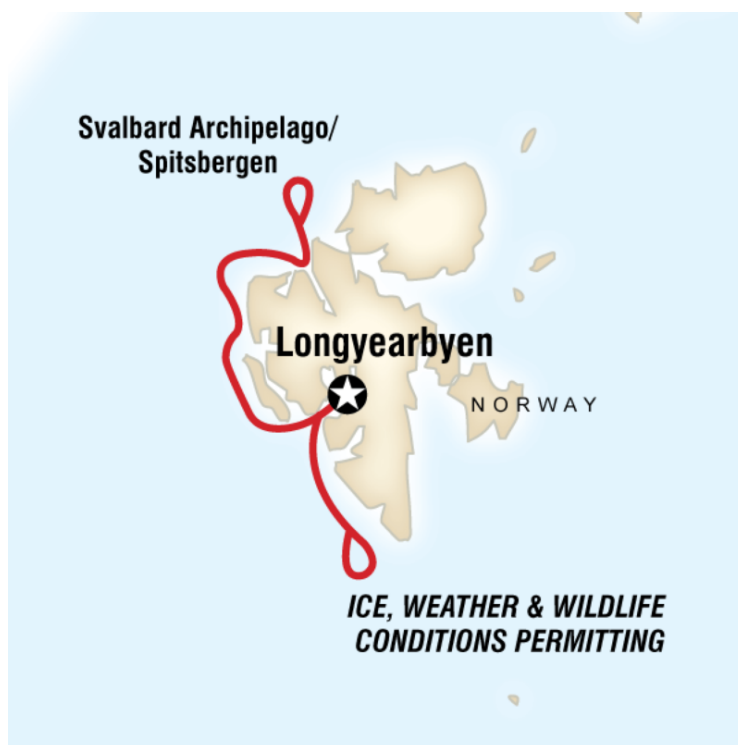 Svalbard Archipelago/
Spitsbergen
Longyearbyen
NORWAY
ICE, WEATHER & WILDLIFE
CONDITIONS PERMITTING